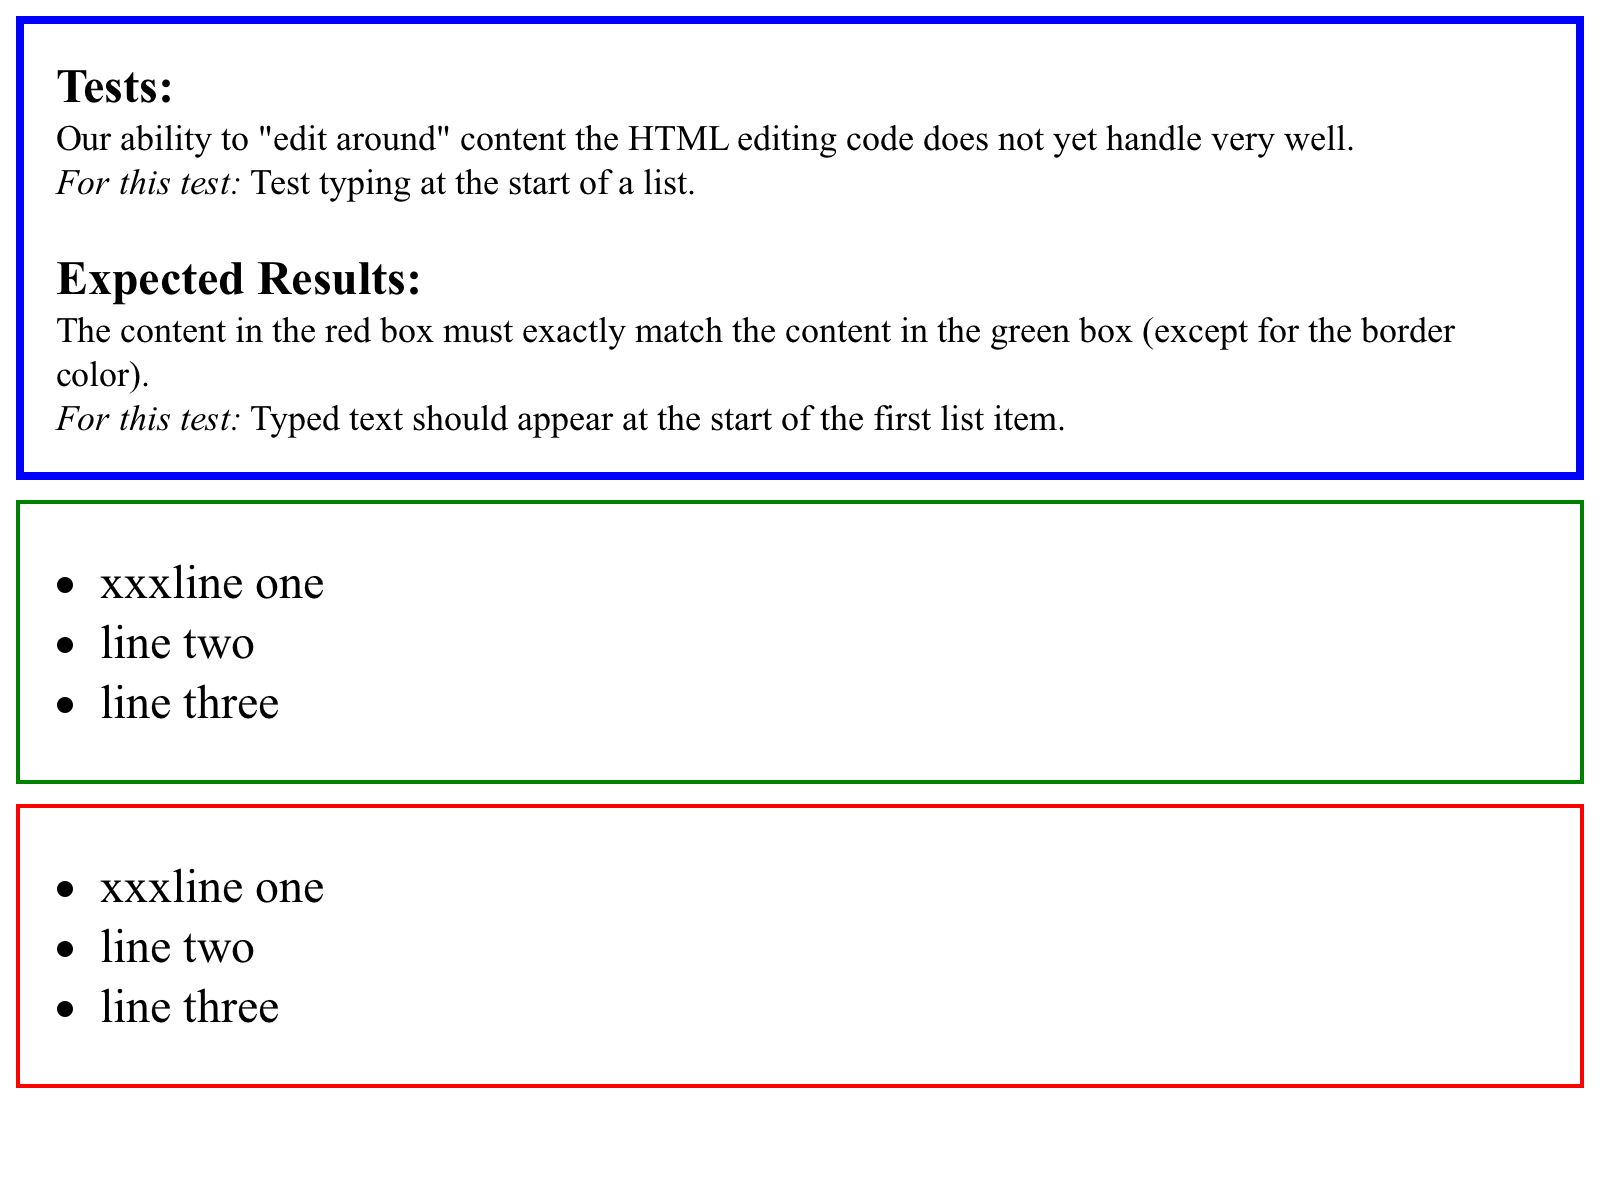 Tests:
Our ability to "edit around" content the HTML editing code does not yet handle very well.
For this test: Test typing at the start of a list.
Expected Results:
The content in the red box must exactly match the content in the green box (except for the border
color).
For this test: Typed text should appear at the start of the first list item.
• xxxline one
• line two
• line three
• xxxline one
• line two
• line three